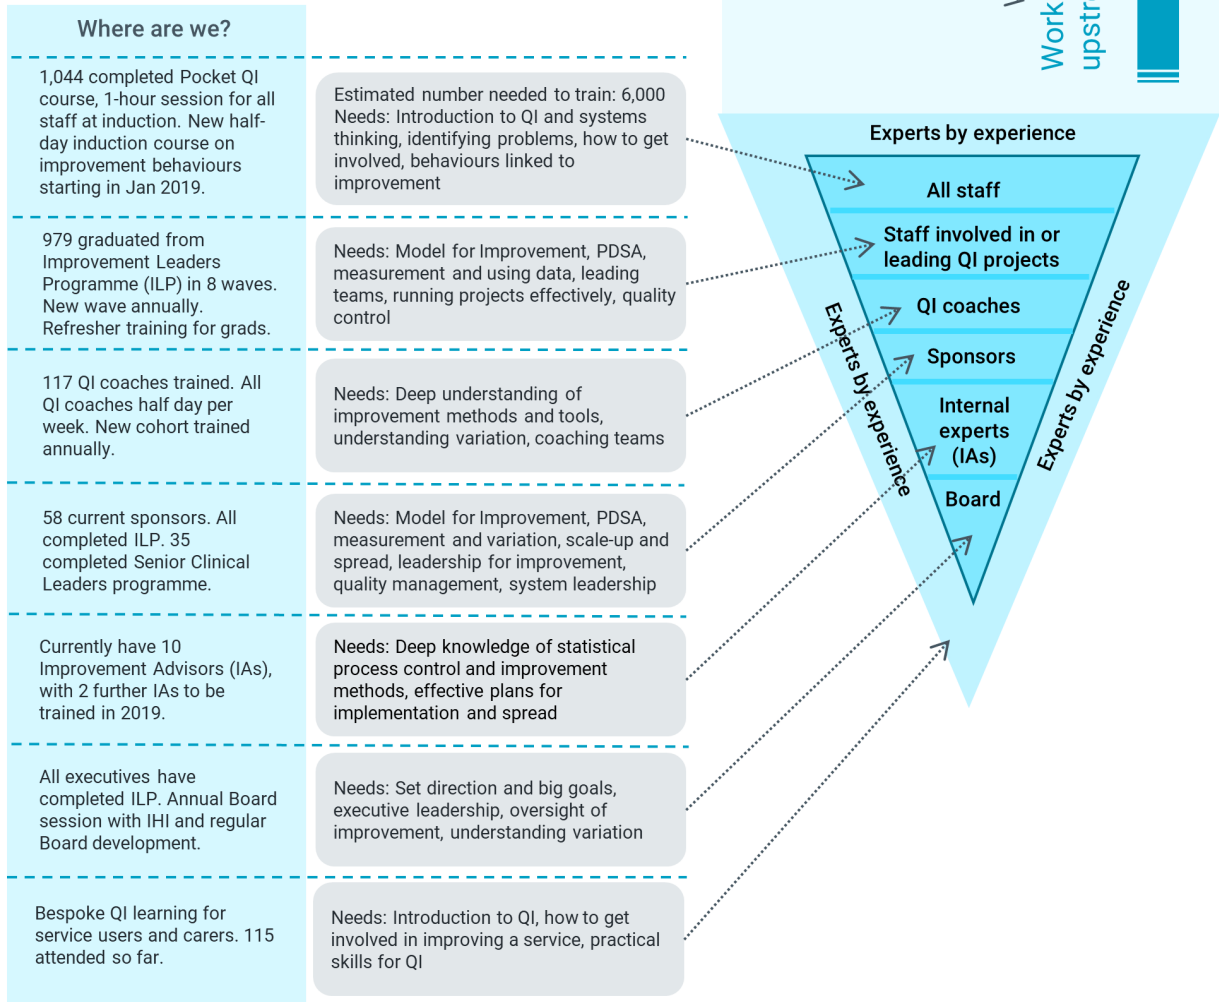 Where are we?
1,044 completed Pocket QI
course, 1-hour session for all
staff at induction. New half-
day induction course on
improvement behaviours
starting in Jan 2019.
Estimated number needed to train: 6,000
Needs: Introduction to QI and systems
thinking, identifying problems, how to get
involved, behaviours linked to
improvement
979 graduated from
Improvement Leaders
Programme (ILP) in 8 waves.
New wave annually.
Refresher training for grads.
Needs: Model for Improvement, PDSA,
measurement and using data, leading
teams, running projects effectively, quality
control
117 QI coaches trained. All
QI coaches half day per
week. New cohort trained
annually.
Needs: Deep understanding of
improvement methods and tools,
understanding variation, coaching teams
58 current sponsors. All
completed ILP. 35
completed Senior Clinical
Leaders programme.
Needs: Model for Improvement, PDSA,
measurement and variation, scale-up and
spread, leadership for improvement,
quality management, system leadership
Currently have 10
Improvement Advisors (IAs),
with 2 further IAs to be
trained in 2019.
Needs: Deep knowledge of statistical
process control and improvement
methods, effective plans for
implementation and spread
All executives have
completed ILP. Annual Board
session with IHI and regular
Board development.
Needs: Set direction and big goals,
executive leadership, oversight of
improvement, understanding variation
Bespoke QI learning for
service users and carers. 115
attended so far.
Needs: Introduction to QI, how to get
involved in improving a service, practical
skills for QI
Work
upstr
Experts by experience
All staff
Staff involved in or
leading QI projects
QI coaches
Sponsors
Internal
experts
(IAs)
Board
Experts by experience
Experts by experience